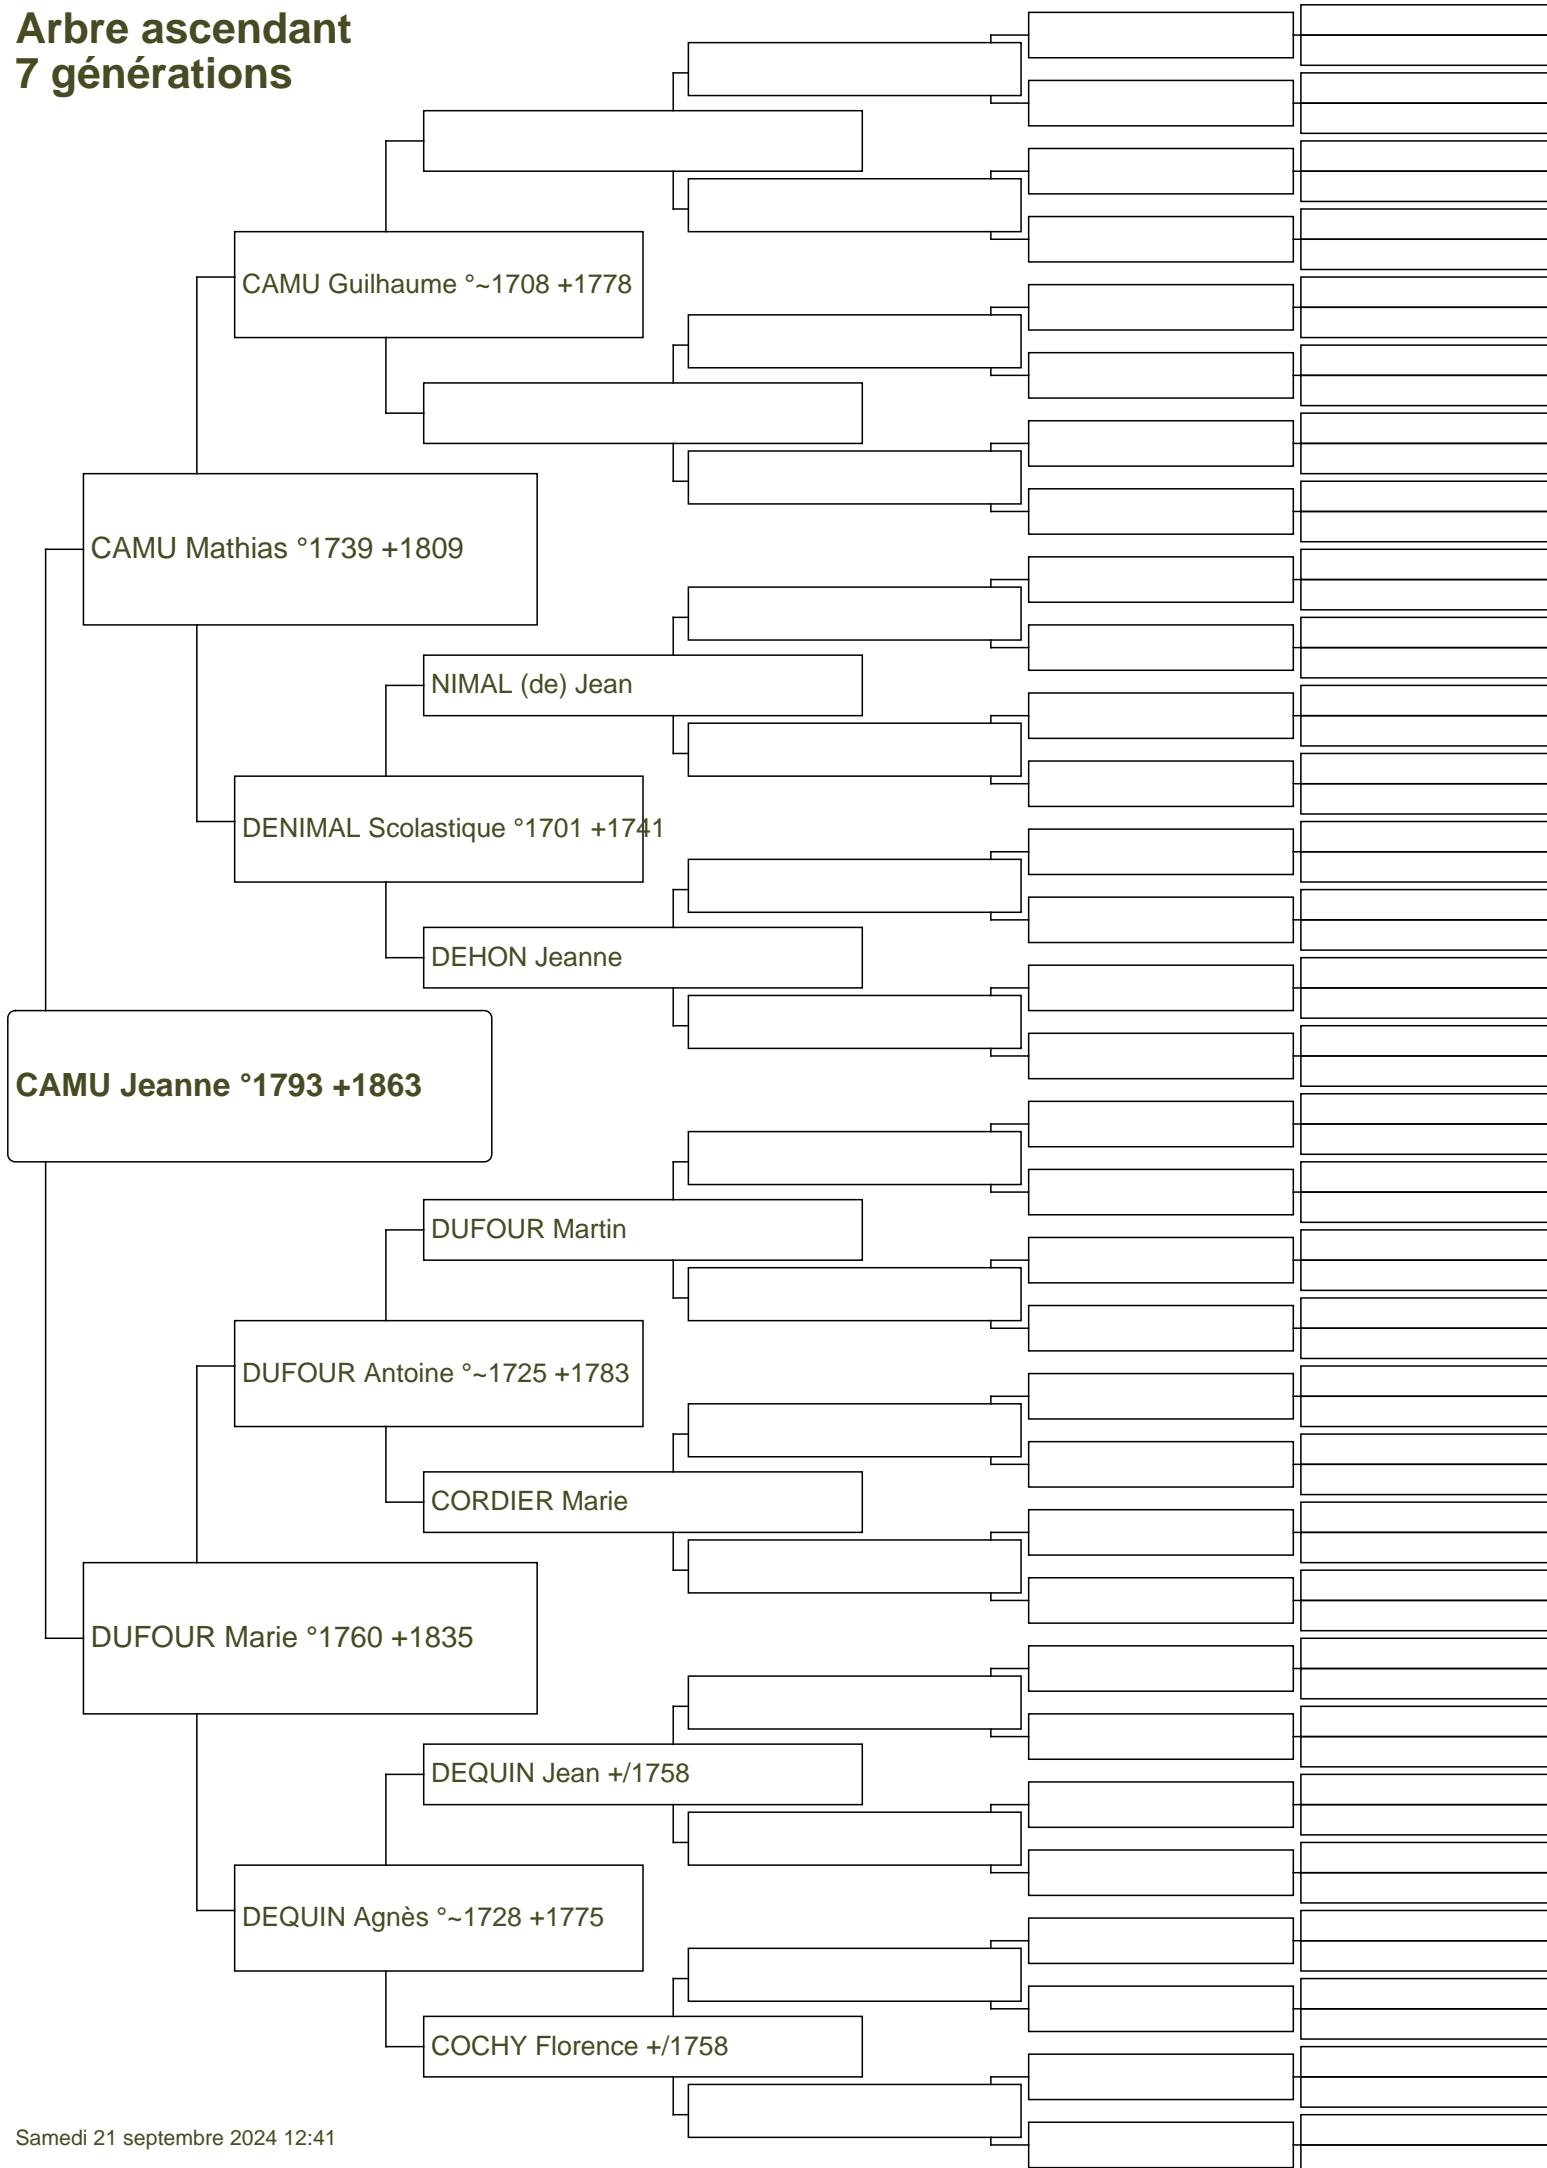 Arbre ascendant
7 générations
CAMU Guilhaume °~1708 +1778
CAMU Mathias °1739 +1809
NIMAL (de) Jean
DENIMAL Scolastique °1701 +1741
DEHON Jeanne
CAMU Jeanne °1793 +1863
DUFOUR Martin
DUFOUR Antoine °~1725 +1783
CORDIER Marie
DUFOUR Marie °1760 +1835
DEQUIN Jean +/1758
DEQUIN Agnès °~1728 +1775
COCHY Florence +/1758
Samedi 21 septembre 2024 12:41